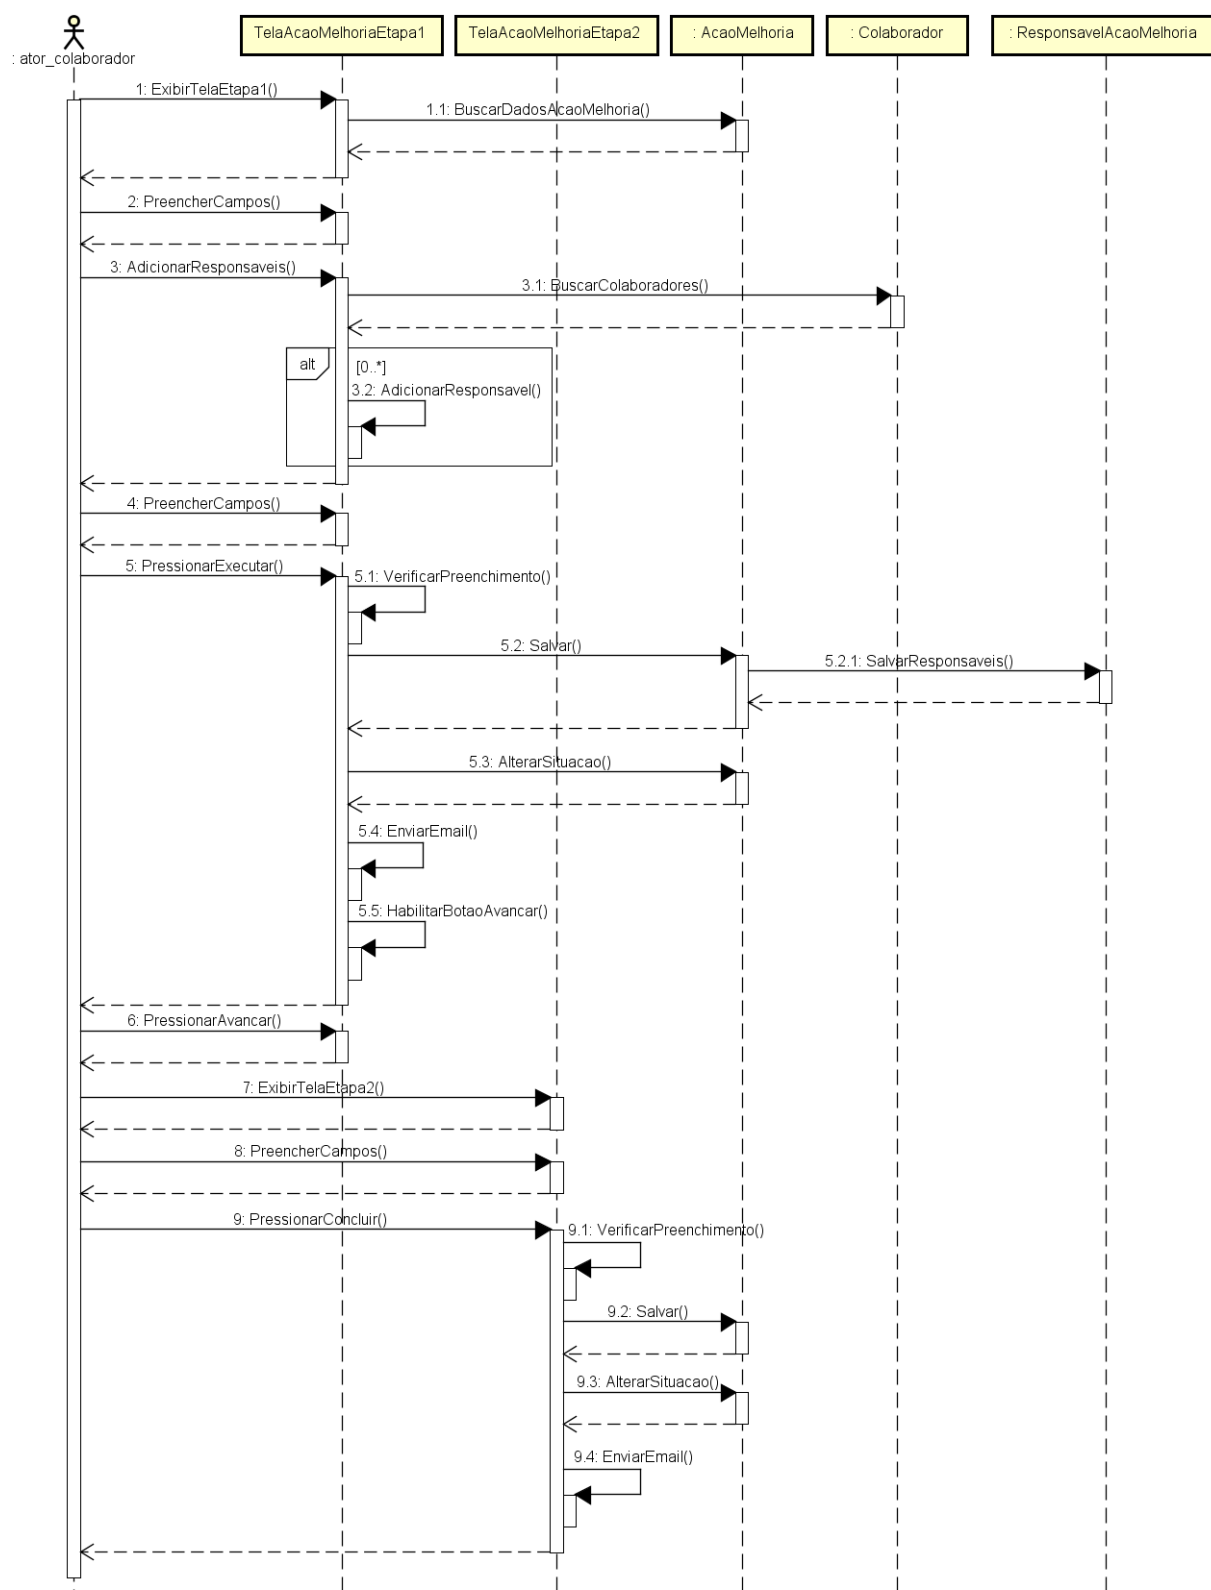 : ator_colaborador
TelaAcaoMelhoriaEtapa1
TelaAcaoMelhoriaEtapa2
: AcaoMelhoria
: Colaborador
: ResponsavelAcaoMelhoria
1: ExibirTelaEtapa1()
1.1: BuscarDadosAcaoMelhoria()
2: PreencherCampos()
3: AdicionarResponsaveis()
3.1: BuscarColaboradores()
alt
[0..*]
3.2: AdicionarResponsavel()
4: PreencherCampos()
5: PressionarExecutar()
5.1: VerificarPreenchimento()
5.2: Salvar()
5.2.1: SalvarResponsaveis()
5.3: AlterarSituacao()
5.4: EnviarEmail()
5.5: HabilitarBotaoAvancar()
6: PressionarAvancar()
7: ExibirTelaEtapa2()
8: PreencherCampos()
9: PressionarConcluir()
9.1: VerificarPreenchimento()
9.2: Salvar()
9.3: AlterarSituacao()
9.4: EnviarEmail()